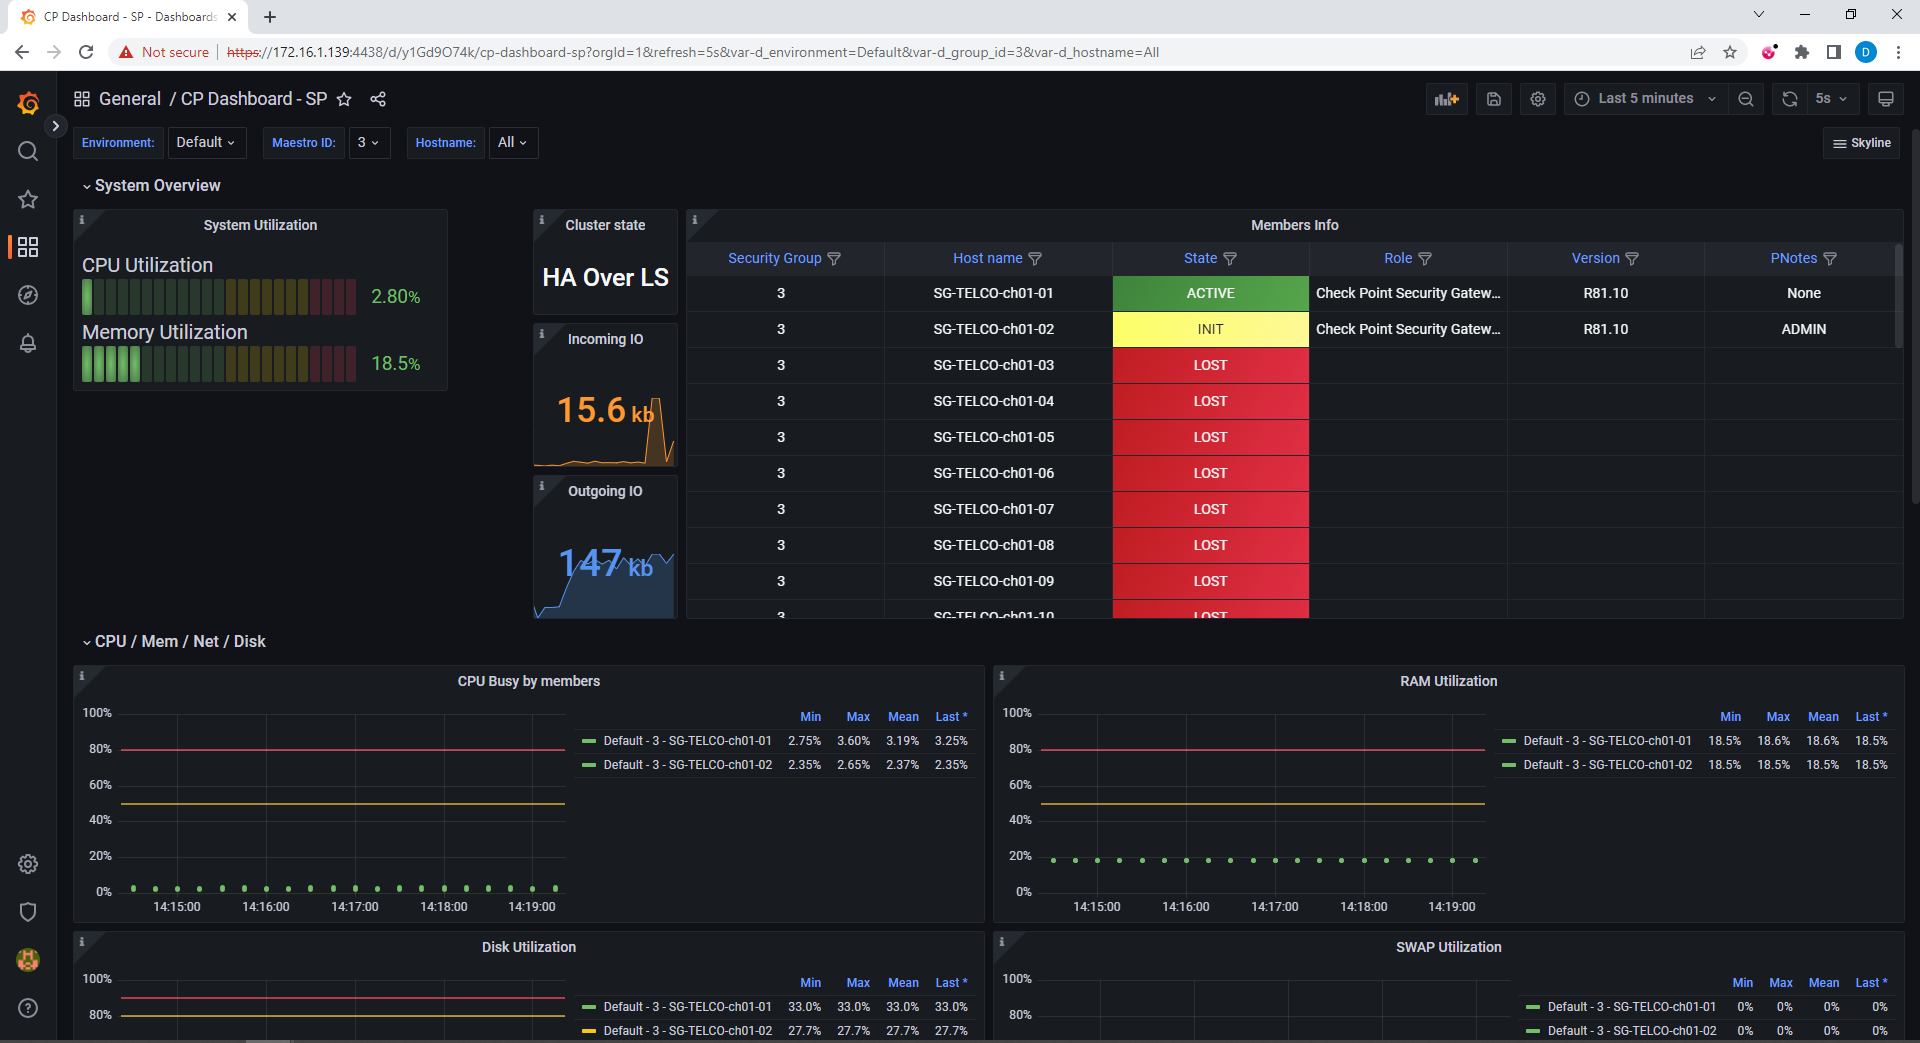 CP Dashboard - SP - Dashboards
Not secure
https://172.16.1.139:4438/d/y1Gd9O74k/cp-dashboard-sp?orgId=1&refresh=5s&var-d_environment=Default&var-d_group_id=3&var-d_hostname=All
D
General / CP Dashboard - SP
Last 5 minutes
5s
Environment: Default
Maestro ID: 3
Hostname: All
Skyline
System Overview
System Utilization
CPU Utilization
2.80%
Memory Utilization
18.5%
Cluster state
HA Over LS
Incoming IO
15.6 kb
Outgoing IO
147 kb
Members Info
Security Group Host name State Role Version PNotes
3 SG-TELCO-ch01-01 ACTIVE Check Point Security Gatew... R81.10 None
3 SG-TELCO-ch01-02 INIT Check Point Security Gatew... R81.10 ADMIN
3 SG-TELCO-ch01-03 LOST
3 SG-TELCO-ch01-04 LOST
3 SG-TELCO-ch01-05 LOST
3 SG-TELCO-ch01-06 LOST
3 SG-TELCO-ch01-07 LOST
3 SG-TELCO-ch01-08 LOST
3 SG-TELCO-ch01-09 LOST
3 SG-TELCO-ch01-10 LOST
CPU / Mem / Net / Disk
CPU Busy by members
100%
80%
60%
40%
20%
0%
14:15:00 14:16:00 14:17:00 14:18:00 14:19:00
Min Max Mean Last *
Default - 3 - SG-TELCO-ch01-01 2.75% 3.60% 3.19% 3.25%
Default - 3 - SG-TELCO-ch01-02 2.35% 2.65% 2.37% 2.35%
RAM Utilization
100%
80%
60%
40%
20%
0%
14:15:00 14:16:00 14:17:00 14:18:00 14:19:00
Min Max Mean Last *
Default - 3 - SG-TELCO-ch01-01 18.5% 18.6% 18.6% 18.5%
Default - 3 - SG-TELCO-ch01-02 18.5% 18.5% 18.5% 18.5%
Disk Utilization
100%
80%
Min Max Mean Last *
Default - 3 - SG-TELCO-ch01-01 33.0% 33.0% 33.0% 33.0%
Default - 3 - SG-TELCO-ch01-02 27.7% 27.7% 27.7% 27.7%
SWAP Utilization
100%
80%
Min Max Mean Last *
Default - 3 - SG-TELCO-ch01-01 0% 0% 0% 0%
Default - 3 - SG-TELCO-ch01-02 0% 0% 0% 0%